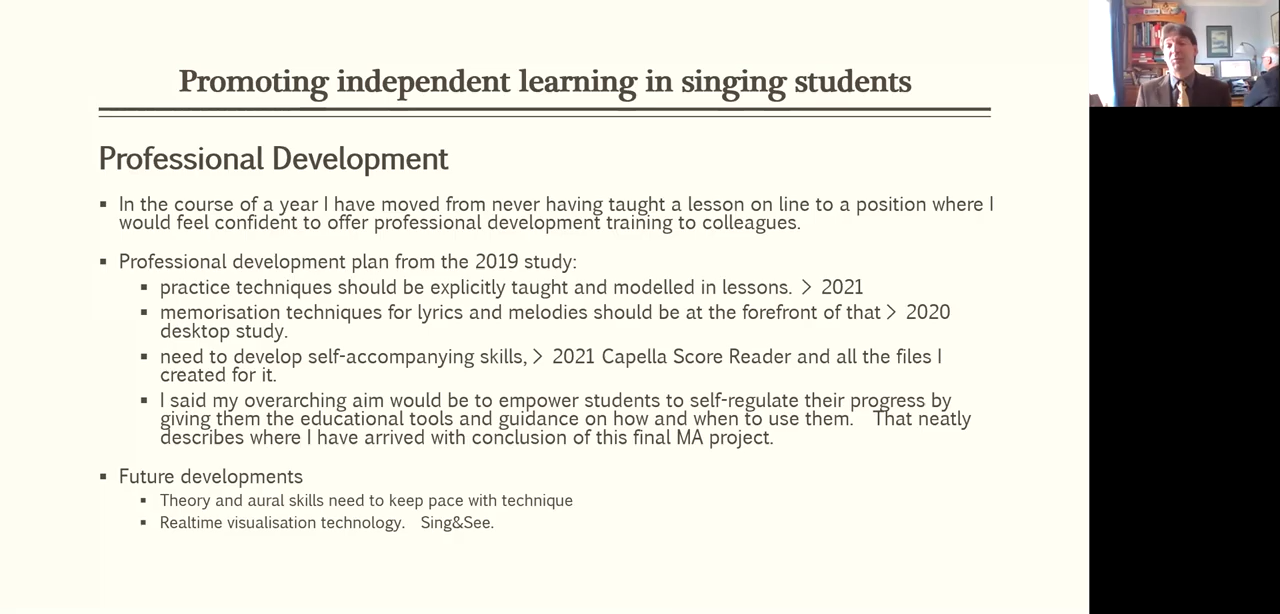 Promoting independent learning in singing students
Professional Development
▪ In the course of a year I have moved from never having taught a lesson on line to a position where I
would feel confident to offer professional development training to colleagues.
▪ Professional development plan from the 2019 study:
▪ practice techniques should be explicitly taught and modelled in lessons. > 2021
▪ memorisation techniques for lyrics and melodies should be at the forefront of that > 2020
desktop study.
▪ need to develop self-accompanying skills, > 2021 Capella Score Reader and all the files I
created for it.
▪ I said my overarching aim would be to empower students to self-regulate their progress by
giving them the educational tools and guidance on how and when to use them. That neatly
describes where I have arrived with conclusion of this final MA project.
▪ Future developments
▪ Theory and aural skills need to keep pace with technique
▪ Realtime visualisation technology. Sing&See.